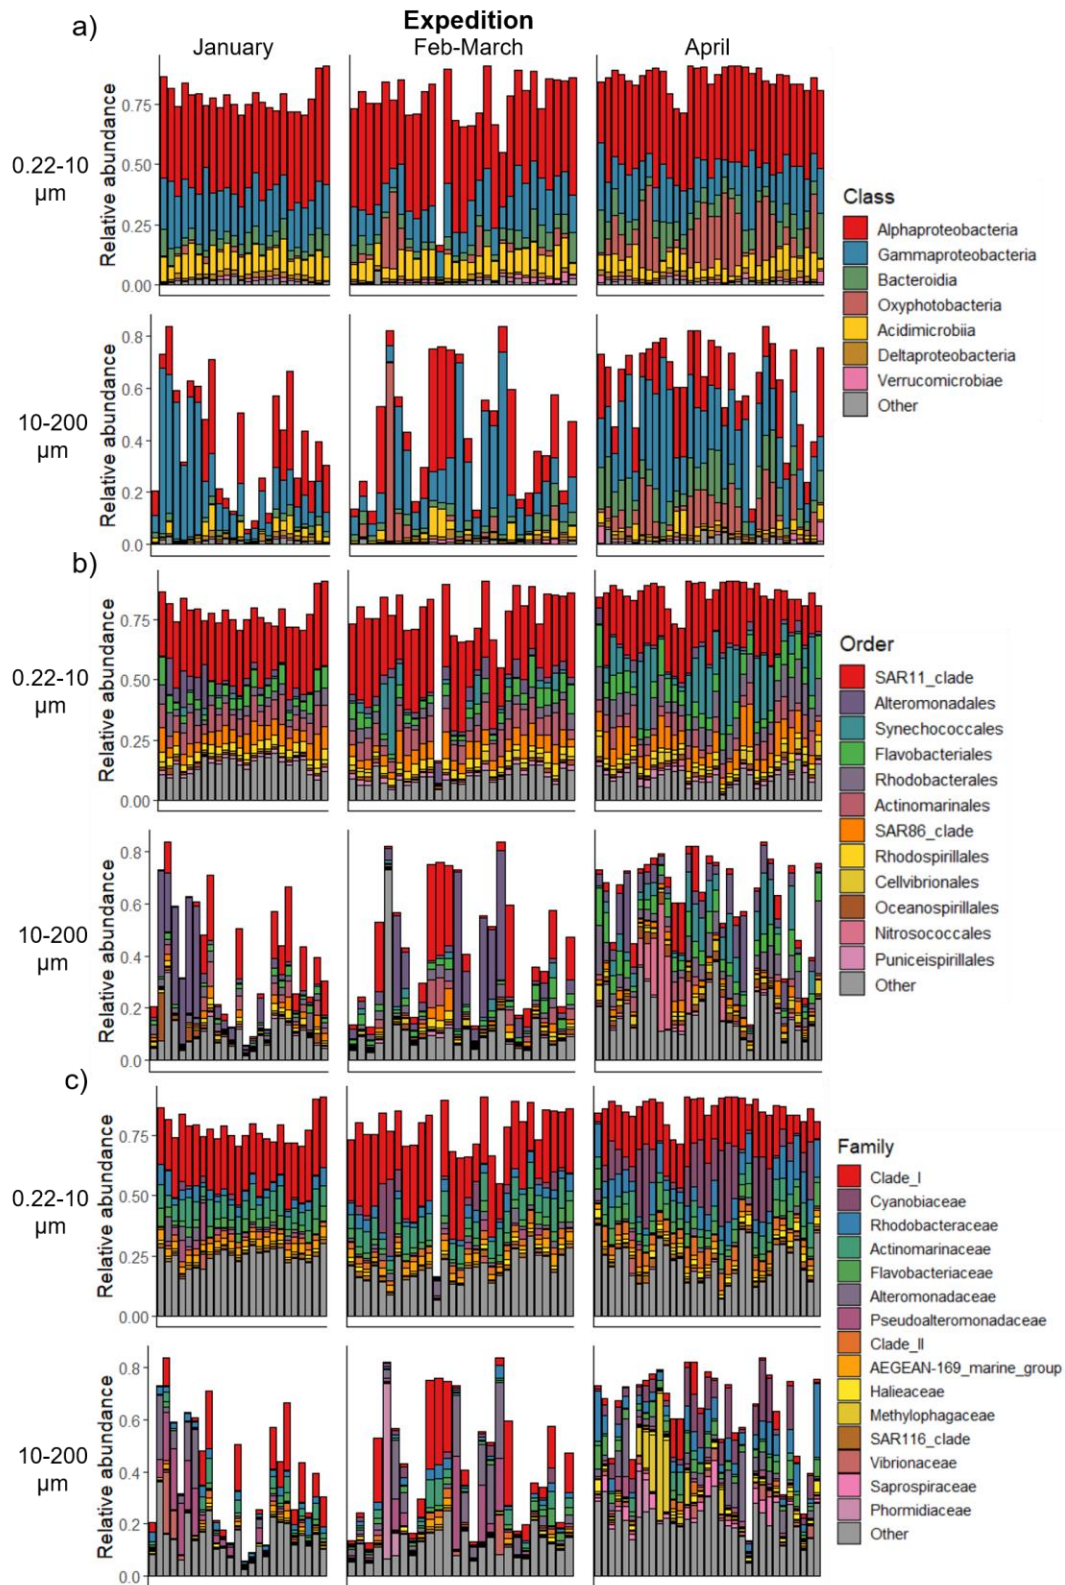 a)
Expedition
January
Feb-March
April
0.22-10
µm
Relative abundance
0.75
0.50
0.25
0.00
10-200
µm
Relative abundance
0.8
0.6
0.4
0.2
0.0
Class
Alphaproteobacteria
Gammaproteobacteria
Bacteroidia
Oxyphotobacteria
Acidimicrobiia
Deltaproteobacteria
Verrucomicrobiae
Other
b)
0.22-10
µm
Relative abundance
0.75
0.50
0.25
0.00
10-200
µm
Relative abundance
0.8
0.6
0.4
0.2
0.0
Order
SAR11_clade
Alteromonadales
Synechococcales
Flavobacteriales
Rhodobacterales
Actinomarinales
SAR86_clade
Rhodospirillales
Cellvibrionales
Oceanospirillales
Nitrosococcales
Puniceispirillales
Other
c)
0.22-10
µm
Relative abundance
0.75
0.50
0.25
0.00
10-200
µm
Relative abundance
0.8
0.6
0.4
0.2
0.0
Family
Clade_I
Cyanobiaceae
Rhodobacteraceae
Actinomarinaceae
Flavobacteriaceae
Alteromonadaceae
Pseudoalteromonadaceae
Clade_II
AEGEAN-169_marine_group
Halieaceae
Methylophagaceae
SAR116_clade
Vibrionaceae
Saprospiraceae
Phormidiaceae
Other